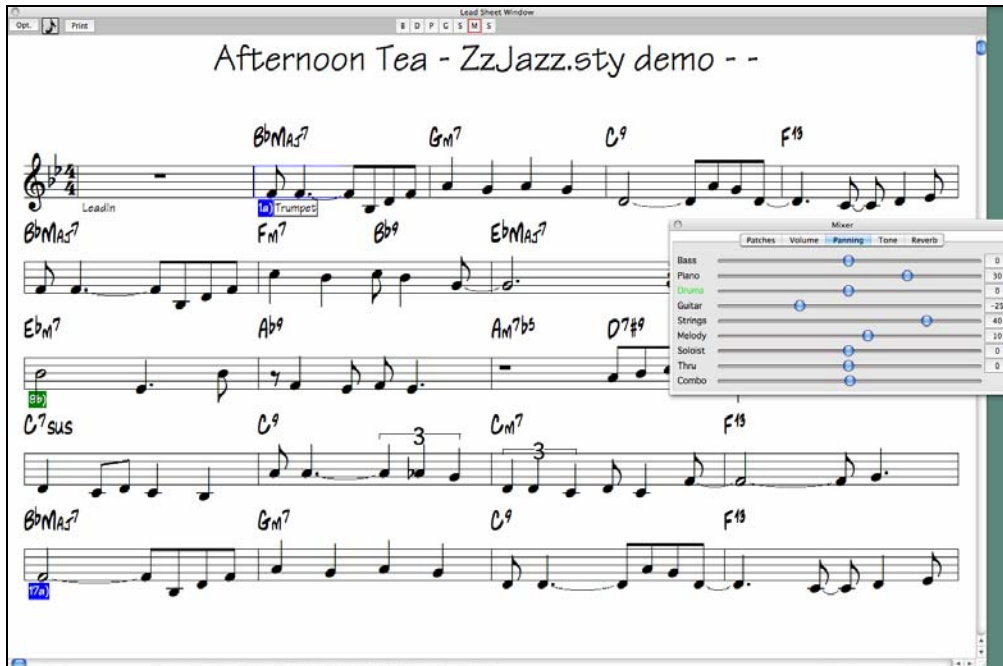 Lead Sheet Window
Opt. Print B D P G S M S
Afternoon Tea - ZzJazz.sty demo - -
BbMAJ7 Gm7 C9 F13
LeadIn 1a) Trumpet
BbMAJ7 Fm7 Bb9 EbMAJ7
Mixer
Patches Volume Panning Tone Reverb
Bass 0
Piano 30
Drums 0
Guitar -25
Strings 40
Melody 10
Soloist 0
Thru 0
Combo
Ebm7 Ab9 Am7b5 D7#9
9b)
C7sus C9 Cm7 F13
3 3
BbMAJ7 Gm7 C9 F13
17a)